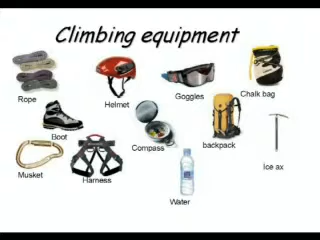 Climbing equipment
Rope
Helmet
Goggles
Chalk bag
Boot
Compass
backpack
Ice ax
Musket
Harness
Water